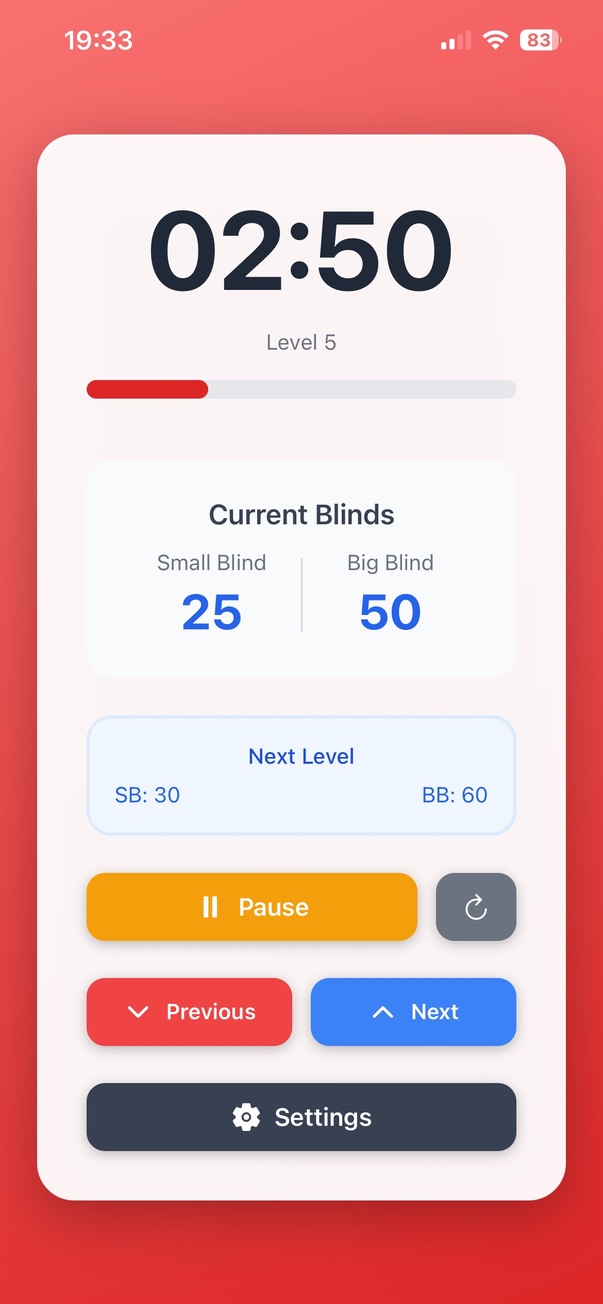 19:33
83
02:50
Level 5
Current Blinds
Small Blind Big Blind
25 50
Next Level
SB: 30 BB: 60
Pause
Previous Next
Settings